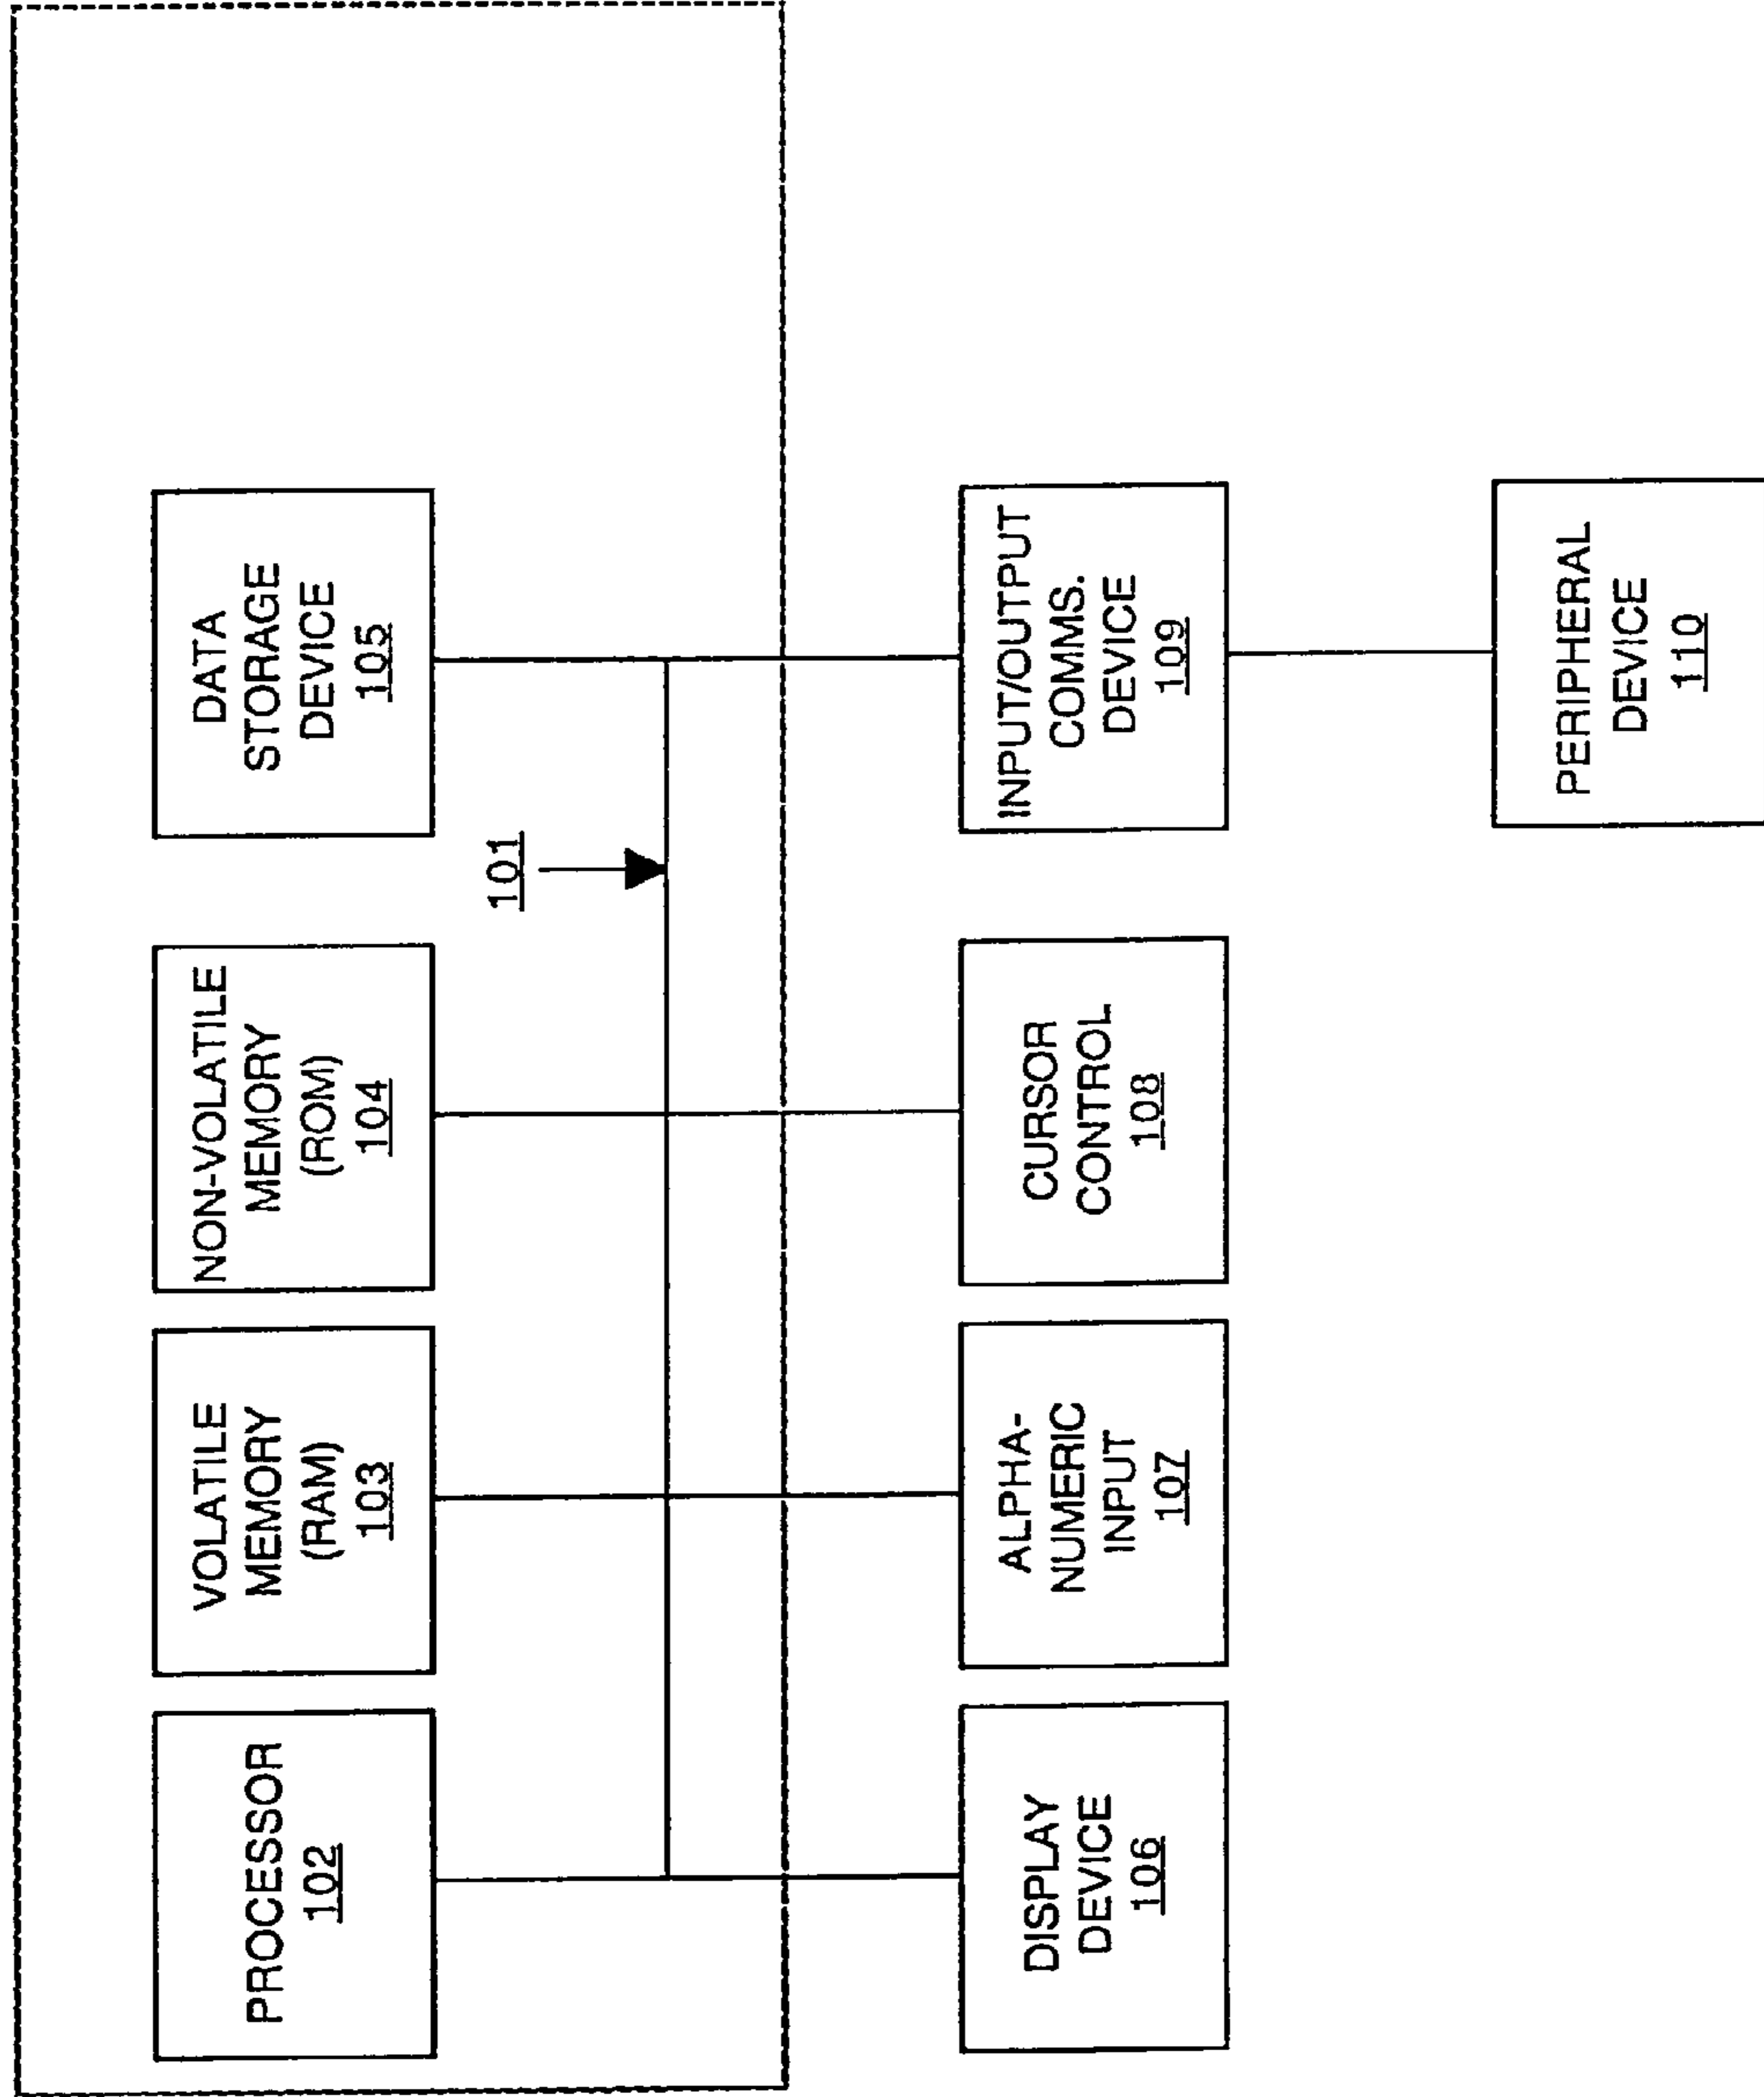 PROCESSOR
102
VOLATILE
MEMORY
(RAM)
103
NON-VOLATILE
MEMORY
(ROM)
104
DATA
STORAGE
DEVICE
105
101
DISPLAY
DEVICE
106
ALPHA-
NUMERIC
INPUT
107
CURSOR
CONTROL
108
INPUT/OUTPUT
COMMS.
DEVICE
109
PERIPHERAL
DEVICE
110